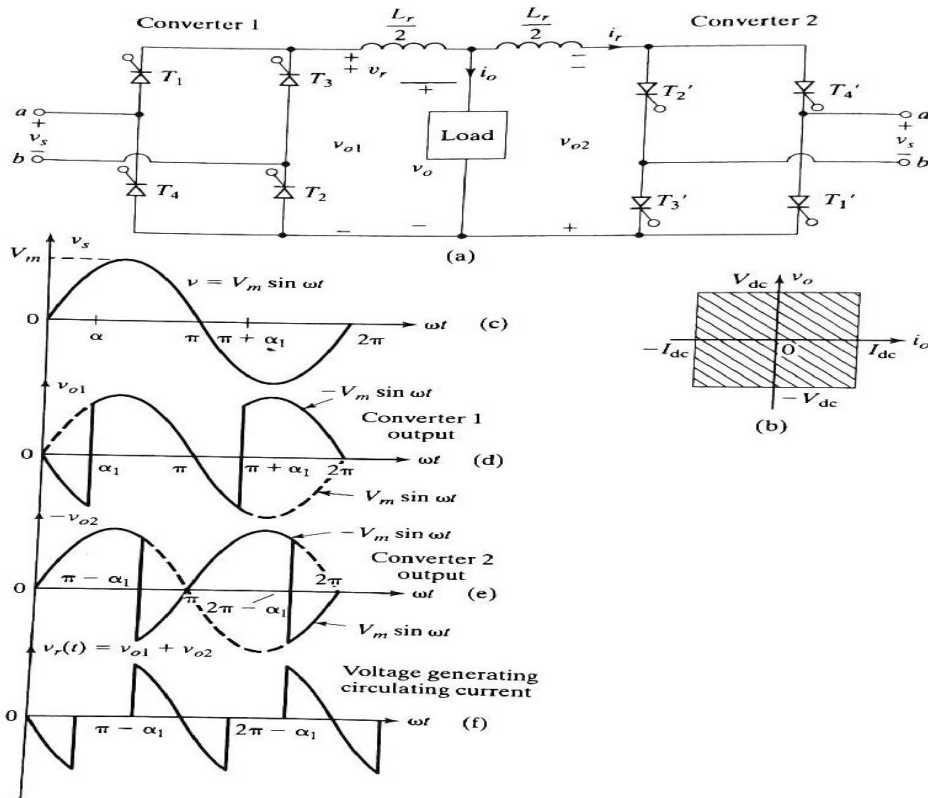 Converter 1
Lr/2
Lr/2
ir
Converter 2
T1
T3
+ +
vr
− +
io
− −
T2'
T4'
a
+
vs
−
b
vo1
Load
vo
vo2
a
+
vs
−
b
T4
T2
T3'
T1'
− − +
(a)
vs
Vm
v = Vm sin ωt
0
α
π
π + α1
2π
ωt
(c)
Vdc
vo
−Idc
0
Idc
io
−Vdc
(b)
vo1
−Vm sin ωt
Converter 1
output
0
α1
π
π + α1
2π
ωt
(d)
Vm sin ωt
−vo2
−Vm sin ωt
Converter 2
output
π − α1
2π
0
π
2π − α1
ωt
(e)
Vm sin ωt
vr(t) = vo1 + vo2
Voltage generating
circulating current
0
π − α1
2π − α1
ωt
(f)